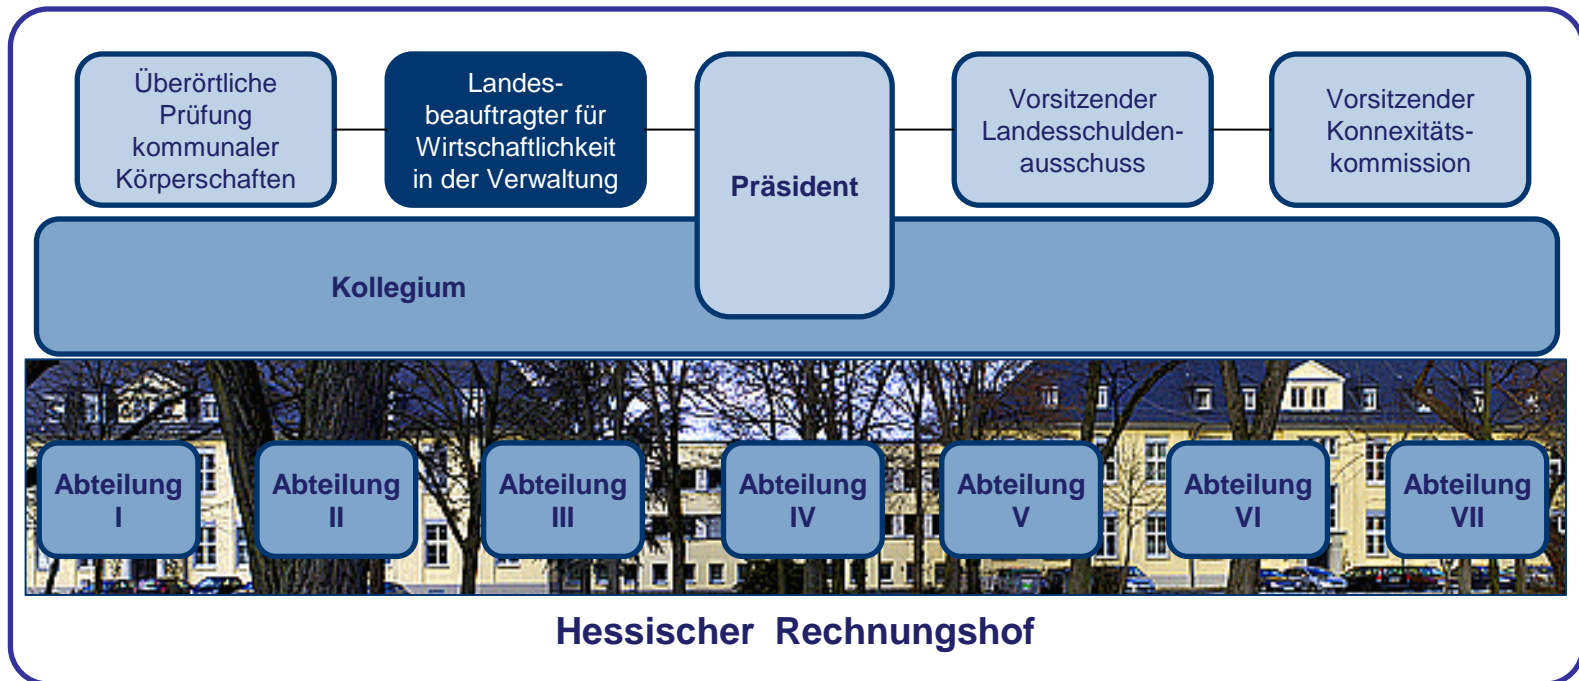 Überörtliche
Prüfung
kommunaler
Körperschaften
Landes-
beauftragter für
Wirtschaftlichkeit
in der Verwaltung
Präsident
Vorsitzender
Landesschulden-
ausschuss
Vorsitzender
Konnexitäts-
kommission
Kollegium
Abteilung
I
Abteilung
II
Abteilung
III
Abteilung
IV
Abteilung
V
Abteilung
VI
Abteilung
VII
Hessischer Rechnungshof